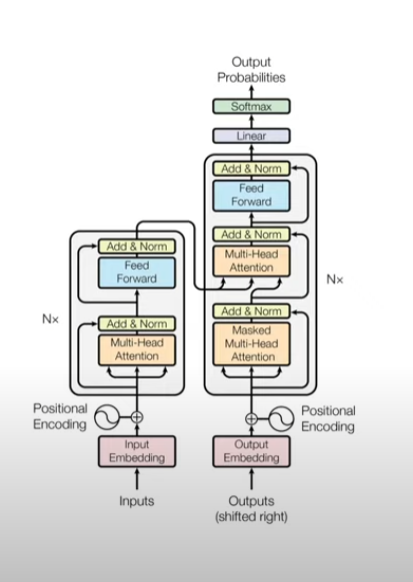 Output
Probabilities
Softmax
Linear
Add & Norm
Feed
Forward
Add & Norm
Multi-Head
Attention
Add & Norm
Masked
Multi-Head
Attention
Nx
Add & Norm
Feed
Forward
Add & Norm
Multi-Head
Attention
Nx
Positional
Encoding
Positional
Encoding
Input
Embedding
Output
Embedding
Inputs
Outputs
(shifted right)